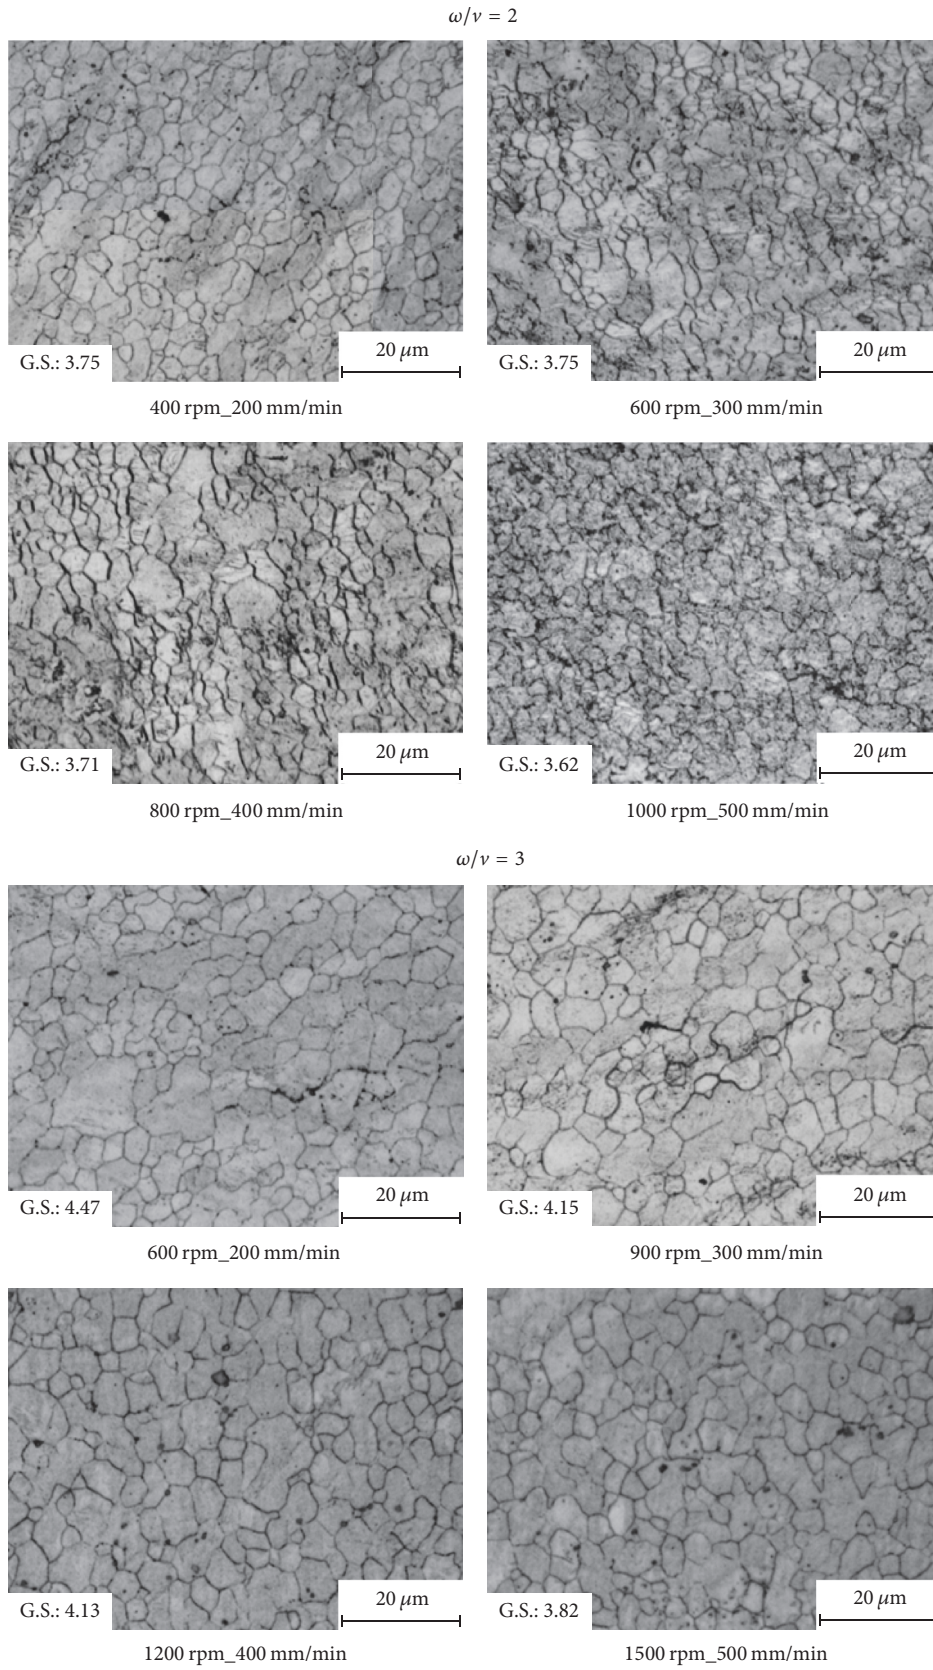 ω/ν = 2
G.S.: 3.75
20 μm
G.S.: 3.75
20 μm
400 rpm_200 mm/min
600 rpm_300 mm/min
G.S.: 3.71
20 μm
G.S.: 3.62
20 μm
800 rpm_400 mm/min
1000 rpm_500 mm/min
ω/ν = 3
G.S.: 4.47
20 μm
G.S.: 4.15
20 μm
600 rpm_200 mm/min
900 rpm_300 mm/min
G.S.: 4.13
20 μm
G.S.: 3.82
20 μm
1200 rpm_400 mm/min
1500 rpm_500 mm/min